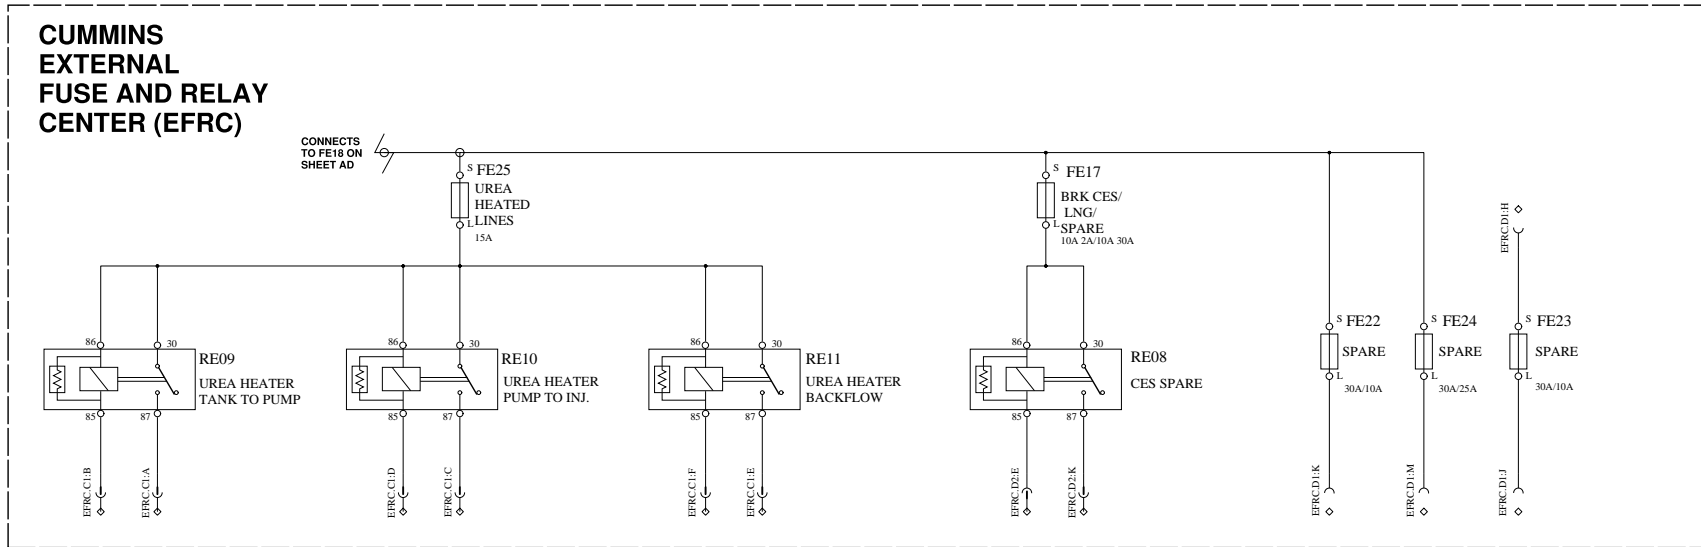 CUMMINS
EXTERNAL
FUSE AND RELAY
CENTER (EFRC)
CONNECTS
TO FE18 ON
SHEET AD
S FE25
UREA
HEATED
LINES
L
15A
S FE17
BRK CES/
LNG/
SPARE
L
10A 2A/10A 30A
EFRC.D1:H
S FE22
SPARE
L
30A/10A
S FE24
SPARE
L
30A/25A
S FE23
SPARE
L
30A/10A
86
30
RE09
UREA HEATER
TANK TO PUMP
85
87
86
30
RE10
UREA HEATER
PUMP TO INJ.
85
87
86
30
RE11
UREA HEATER
BACKFLOW
85
87
86
30
RE08
CES SPARE
85
87
EFRC.C1:B
EFRC.C1:A
EFRC.C1:D
EFRC.C1:C
EFRC.C1:F
EFRC.C1:E
EFRC.D2:E
EFRC.D2:K
EFRC.D1:K
EFRC.D1:M
EFRC.D1:J